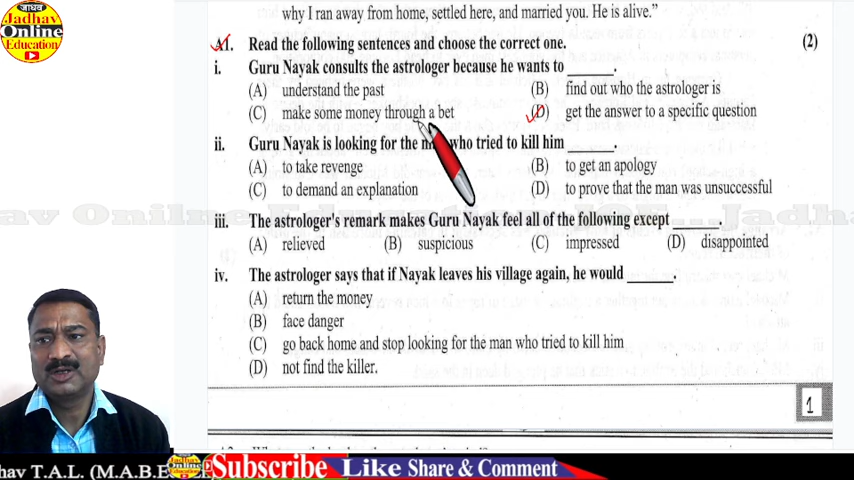 जाधव
Jadhav
Online
Education
why I ran away from home, settled here, and married you. He is alive."
A1. Read the following sentences and choose the correct one. (2)
i. Guru Nayak consults the astrologer because he wants to ______.
(A) understand the past (B) find out who the astrologer is
(C) make some money through a bet (D) get the answer to a specific question
ii. Guru Nayak is looking for the who tried to kill him ______.
(A) to take revenge (B) to get an apology
(C) to demand an explanation (D) to prove that the man was unsuccessful
iii. The astrologer's remark makes Guru Nayak feel all of the following except ______.
(A) relieved (B) suspicious (C) impressed (D) disappointed
iv. The astrologer says that if Nayak leaves his village again, he would ______.
(A) return the money
(B) face danger
(C) go back home and stop looking for the man who tried to kill him
(D) not find the killer.
1
hav T.A.L. (M.A.B.E
Jadhav
Online
Education
Subscribe Like Share & Comment